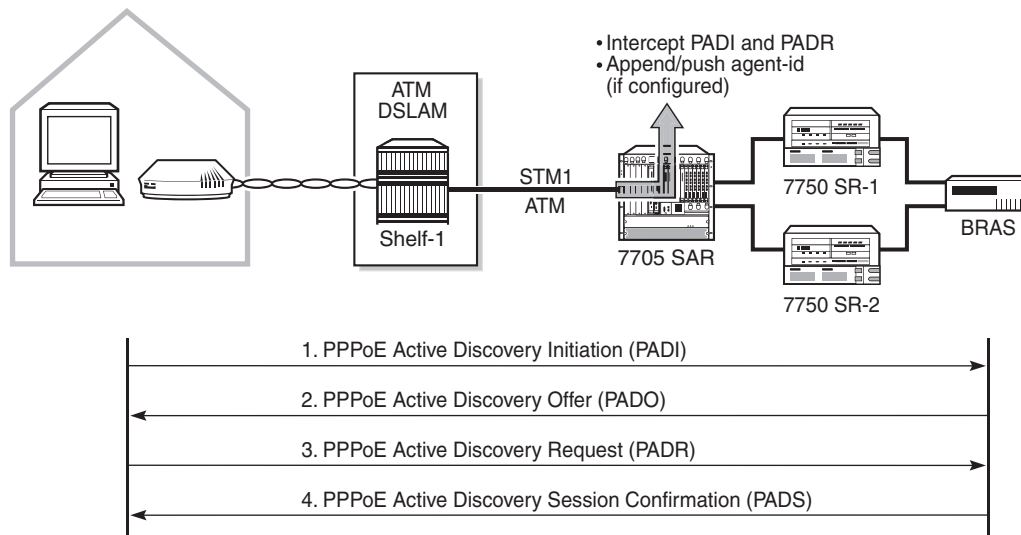 • Intercept PADI and PADR
• Append/push agent-id
(if configured)
ATM
DSLAM
Shelf-1
STM1
ATM
7705 SAR
7750 SR-1
7750 SR-2
BRAS
1. PPPoE Active Discovery Initiation (PADI)
2. PPPoE Active Discovery Offer (PADO)
3. PPPoE Active Discovery Request (PADR)
4. PPPoE Active Discovery Session Confirmation (PADS)